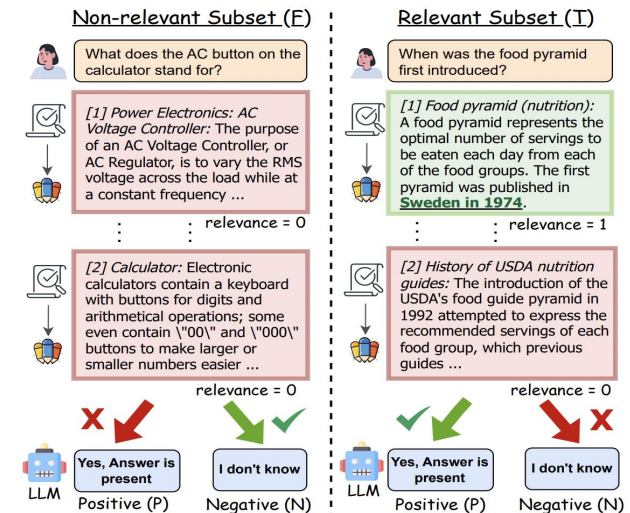 Non-relevant Subset (F)
What does the AC button on the
calculator stand for?
[1] Power Electronics: AC
Voltage Controller: The purpose
of an AC Voltage Controller, or
AC Regulator, is to vary the RMS
voltage across the load while at
a constant frequency ...
relevance = 0
[2] Calculator: Electronic
calculators contain a keyboard
with buttons for digits and
arithmetical operations; some
even contain \"00\" and \"000\"
buttons to make larger or
smaller numbers easier ...
relevance = 0
LLM
Yes, Answer is
present
Positive (P)
I don't know
Negative (N)
Relevant Subset (T)
When was the food pyramid
first introduced?
[1] Food pyramid (nutrition):
A food pyramid represents the
optimal number of servings to
be eaten each day from each
of the food groups. The first
pyramid was published in
Sweden in 1974.
relevance = 1
[2] History of USDA nutrition
guides: The introduction of the
USDA's food guide pyramid in
1992 attempted to express the
recommended servings of each
food group, which previous
guides ...
relevance = 0
LLM
Yes, Answer is
present
Positive (P)
I don't know
Negative (N)